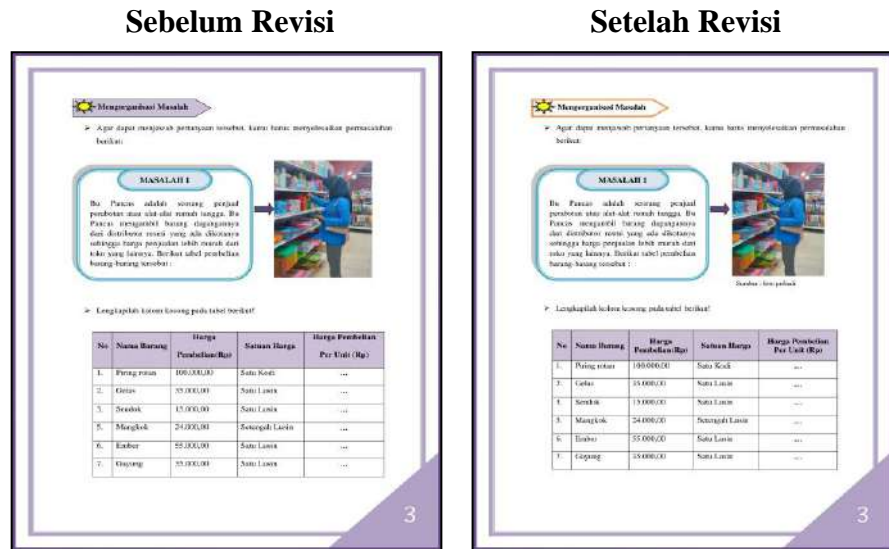 Sebelum Revisi
Mengorganisasi Masalah
➢ Agar dapat menjawab pertanyaan tersebut, kamu harus menyelesaikan permasalahan
berikut:
MASALAH 1
Bu Pancas adalah seorang penjual
perabotan atau alat-alat rumah tangga. Bu
Pancas mengambil barang dagangannya
dari distributor resmi yang ada dikotanya
sehingga harga penjualan lebih murah dari
toko yang lainnya. Berikut tabel pembelian
barang-barang tersebut :
➢ Lengkapilah kolom kosong pada tabel berikut!
No Nama Barang Harga Pembelian(Rp) Satuan Harga Harga Pembelian Per Unit (Rp)
1. Piring rotan 100.000,00 Satu Kodi ...
2. Gelas 35.000,00 Satu Lusin ...
3. Sendok 15.000,00 Satu Lusin ...
5. Mangkok 24.000,00 Setengah Lusin ...
6. Ember 55.000,00 Satu Lusin ...
7. Gayung 35.000,00 Satu Lusin ...
3
Setelah Revisi
Mengorganisasi Masalah
➢ Agar dapat menjawab pertanyaan tersebut, kamu harus menyelesaikan permasalahan
berikut:
MASALAH 1
Bu Pancas adalah seorang penjual
perabotan atau alat-alat rumah tangga. Bu
Pancas mengambil barang dagangannya
dari distributor resmi yang ada dikotanya
sehingga harga penjualan lebih murah dari
toko yang lainnya. Berikut tabel pembelian
barang-barang tersebut :
Sumber : foto pribadi
➢ Lengkapilah kolom kosong pada tabel berikut!
No Nama Barang Harga Pembelian(Rp) Satuan Harga Harga Pembelian Per Unit (Rp)
1. Piring rotan 100.000,00 Satu Kodi ...
2. Gelas 35.000,00 Satu Lusin ...
Sendok 15.000,00 Satu Lusin ...
Mangkok 24.000,00 Setengah Lusin ...
6. Ember 55.000,00 Satu Lusin ...
7. Gayung 35.000,00 Satu Lusin ...
3